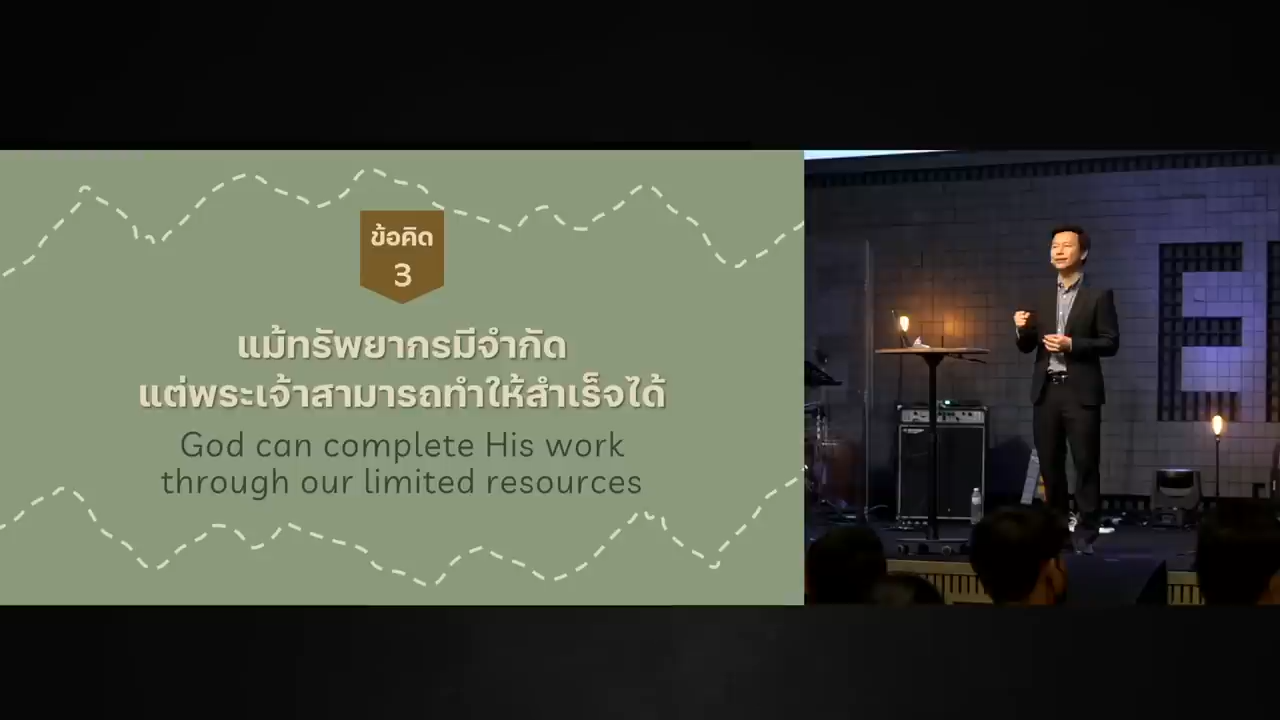 ข้อคิด
3
แม้ทรัพยากรมีจำกัด
แต่พระเจ้าสามารถทำให้สำเร็จได้
God can complete His work
through our limited resources